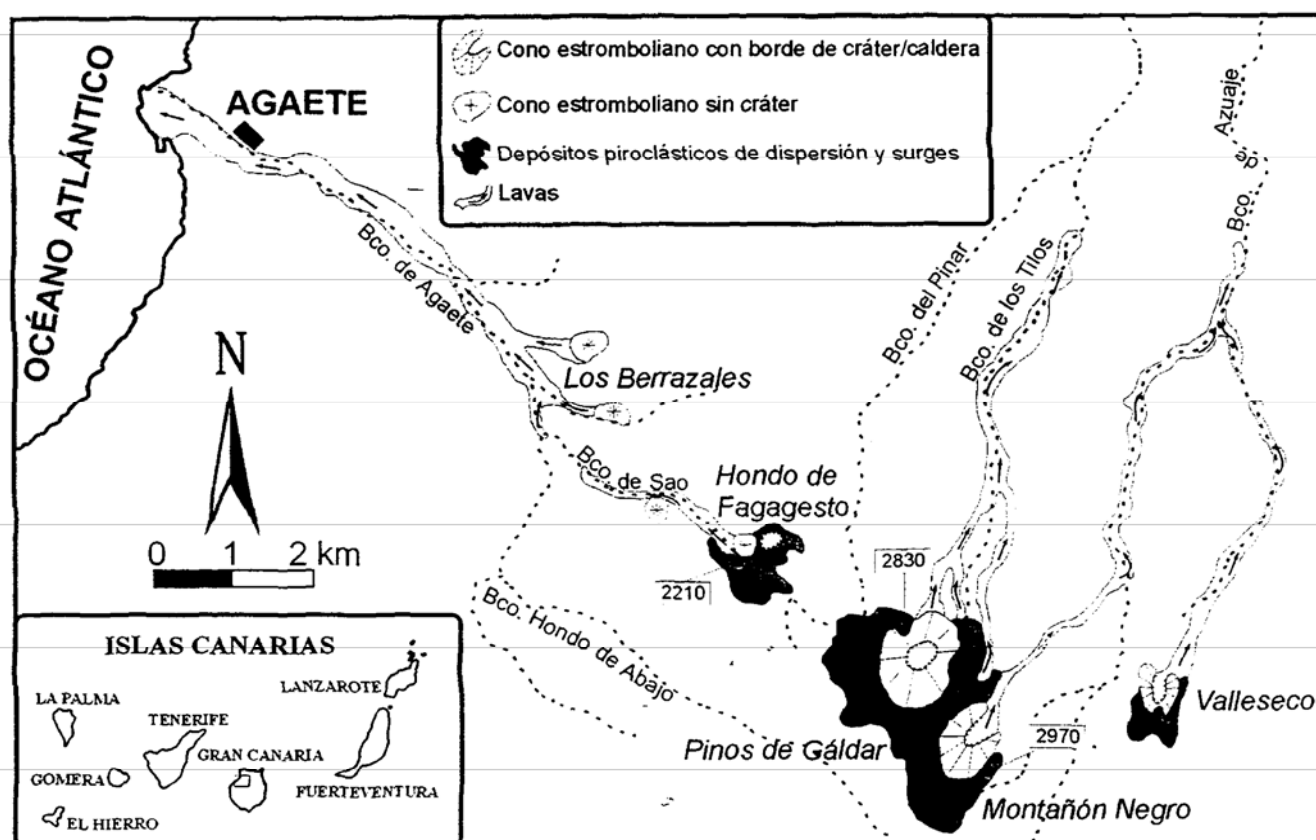 OCÉANO ATLÁNTICO
AGAETE
Cono estromboliano con borde de cráter/caldera
Cono estromboliano sin cráter
Depósitos piroclásticos de dispersión y surges
Lavas
Bco. de Azuaje
Bco. de Agaete
Bco. del Pinar
Bco. de los Tilos
N
Los Berrazajes
Bco. de Sao
Hondo de
Fagagesto
0 1 2 km
2210
2830
Bco. Hondo de Abajo
Pinos de Gáldar
2970
Valleseco
Montañón Negro
ISLAS CANARIAS
LANZAROTE
LA PALMA
TENERIFE
GRAN CANARIA
GOMERA
FUERTEVENTURA
EL HIERRO